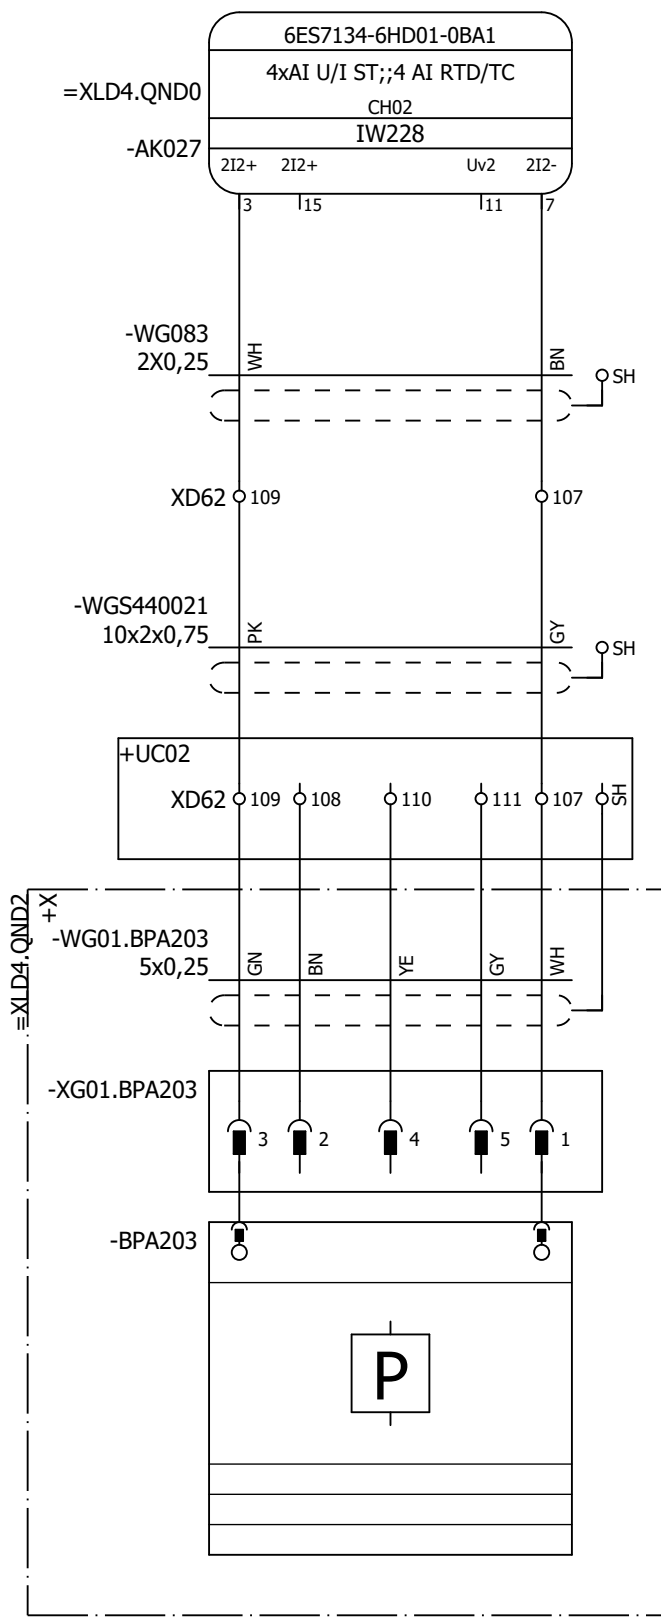 6ES7134-6HD01-0BA1
4xAI U/I ST;;4 AI RTD/TC
=XLD4.QND0
CH02
IW228
-AK027
2I2+ 2I2+ Uv2 2I2-
3 15 11 7
-WG083
2X0,25
WH BN SH
XD62 109 107
-WGS440021
10x2x0,75
PK GY SH
+UC02
XD62 109 108 110 111 107 SH
=XLD4.QND2
+X
-WG01.BPA203
5x0,25
GN BN YE GY WH
-XG01.BPA203
3 2 4 5 1
-BPA203
P